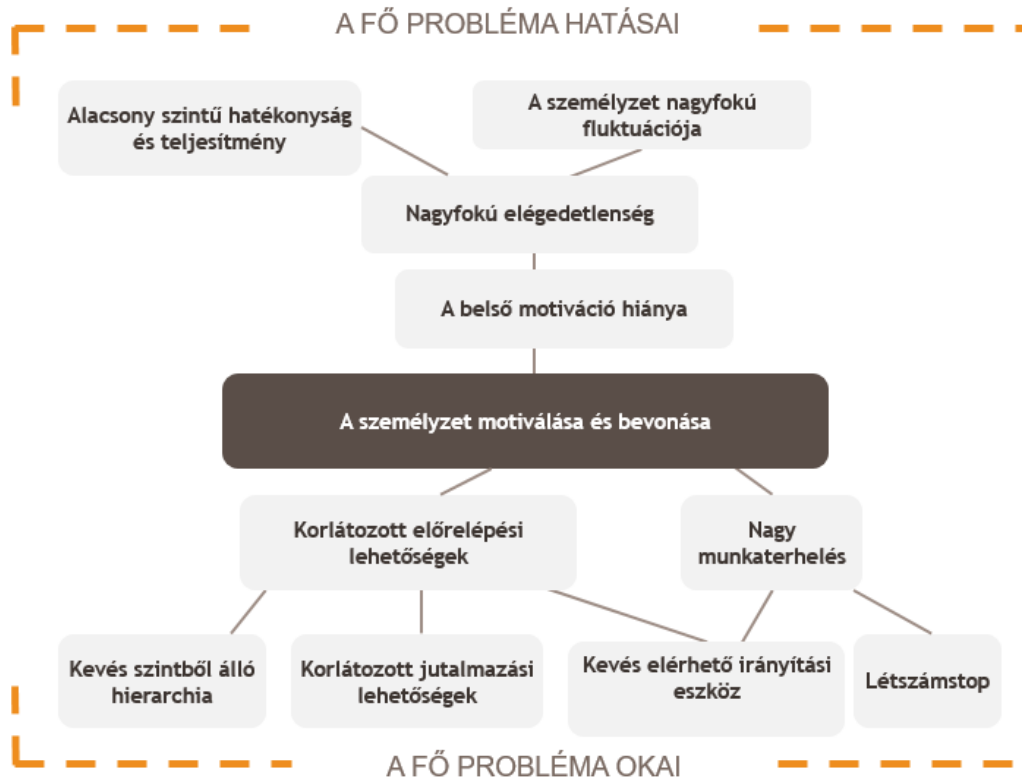 A FŐ PROBLÉMA HATÁSAI
Alacsony szintű hatékonyság
és teljesítmény
A személyzet nagyfokú
fluktuációja
Nagyfokú elégedetlenség
A belső motiváció hiánya
A személyzet motiválása és bevonása
Korlátozott előrelépési
lehetőségek
Nagy
munkaterhelés
Kevés szintből álló
hierarchia
Korlátozott jutalmazási
lehetőségek
Kevés elérhető irányítási
eszköz
Létszámstop
A FŐ PROBLÉMA OKAI